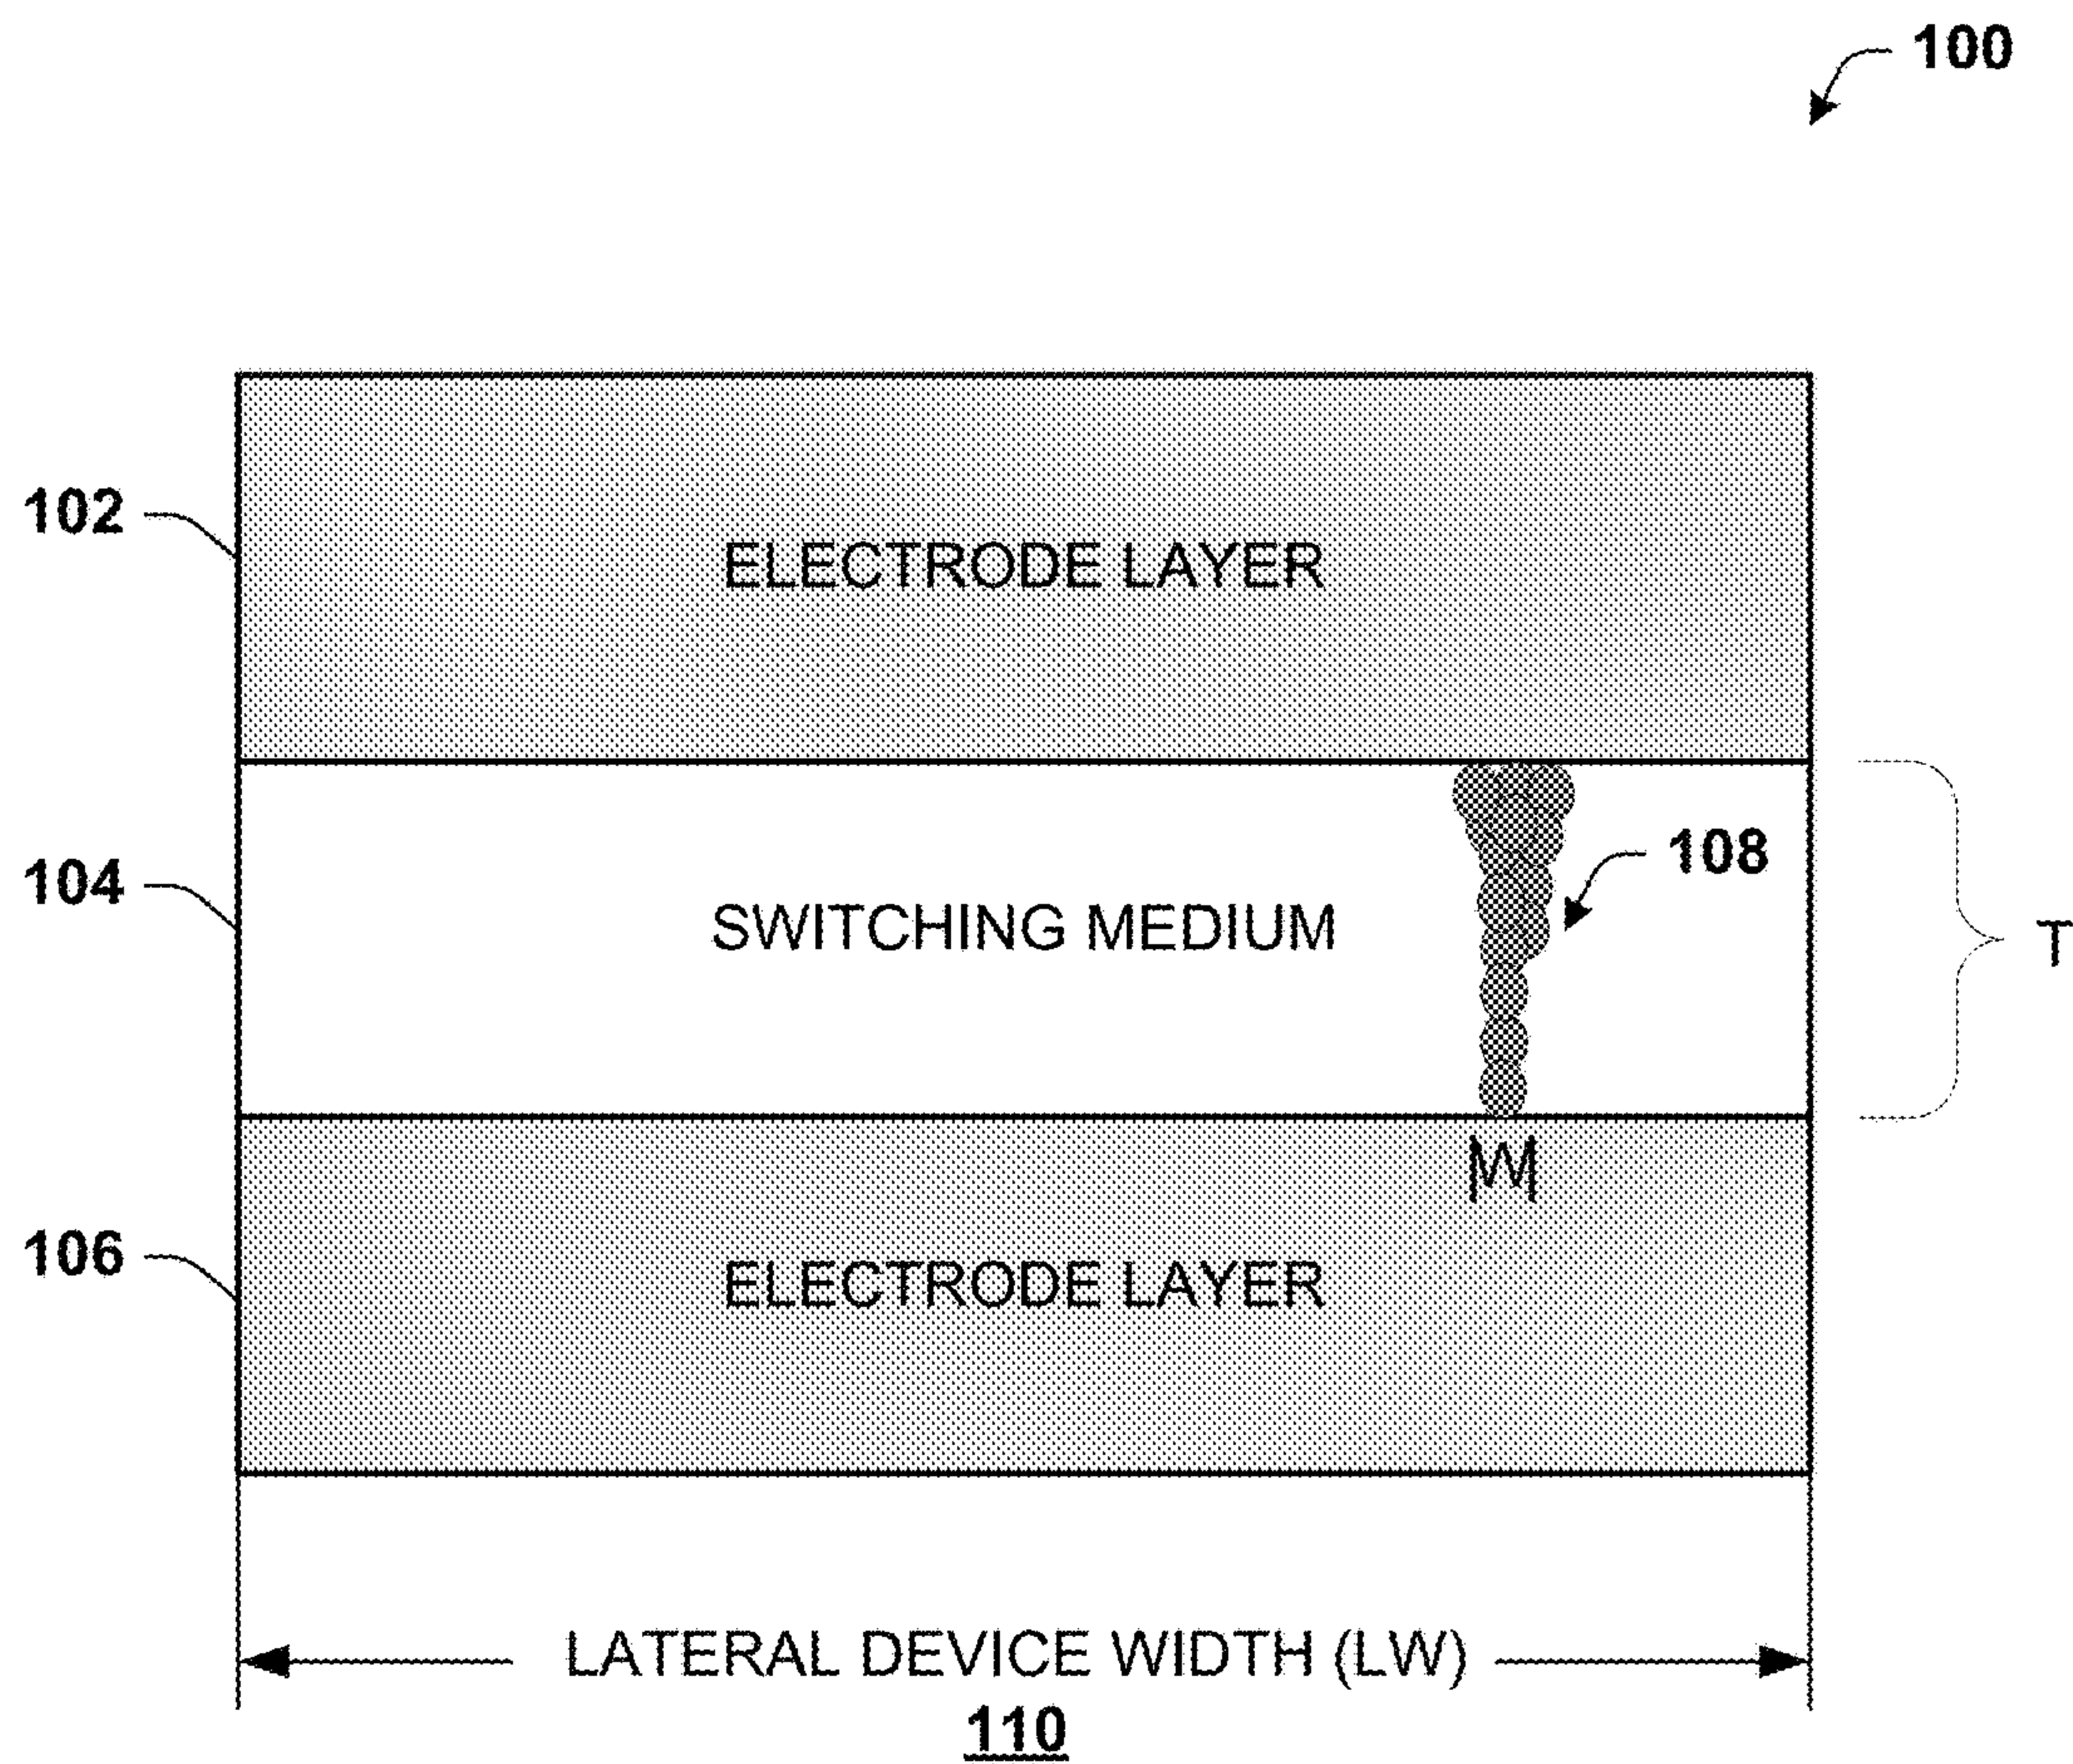 100
102
ELECTRODE LAYER
104
SWITCHING MEDIUM
108
T
W
106
ELECTRODE LAYER
LATERAL DEVICE WIDTH (LW)
110